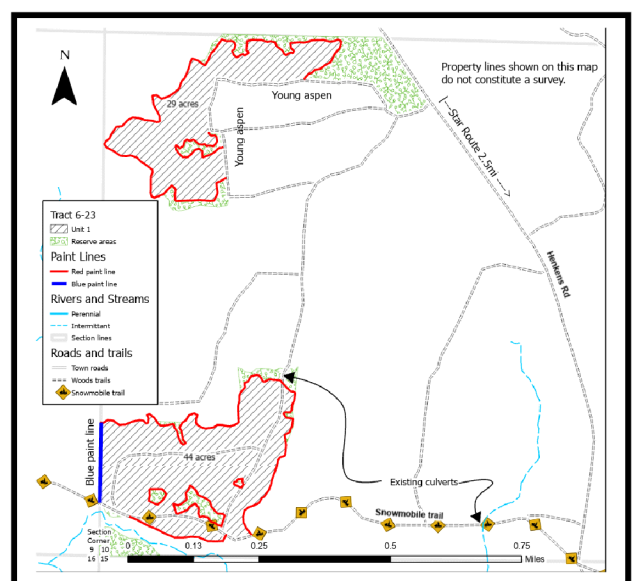 N
Property lines shown on this map
do not constitute a survey.
29 acres
Young aspen
Young aspen
|---Star Route 2.5mi ---->
Henkens Rd
Tract 6-23
Unit 1
Reserve areas
Paint Lines
Red paint line
Blue paint line
Rivers and Streams
Perennial
Intermittant
Section lines
Roads and trails
Town roads
Woods trails
Snowmobile trail
Blue paint line
44 acres
Existing culverts
Snowmobile trail
Section
Corner
9 10
16 15
0 0.13 0.25 0.5 0.75
Miles